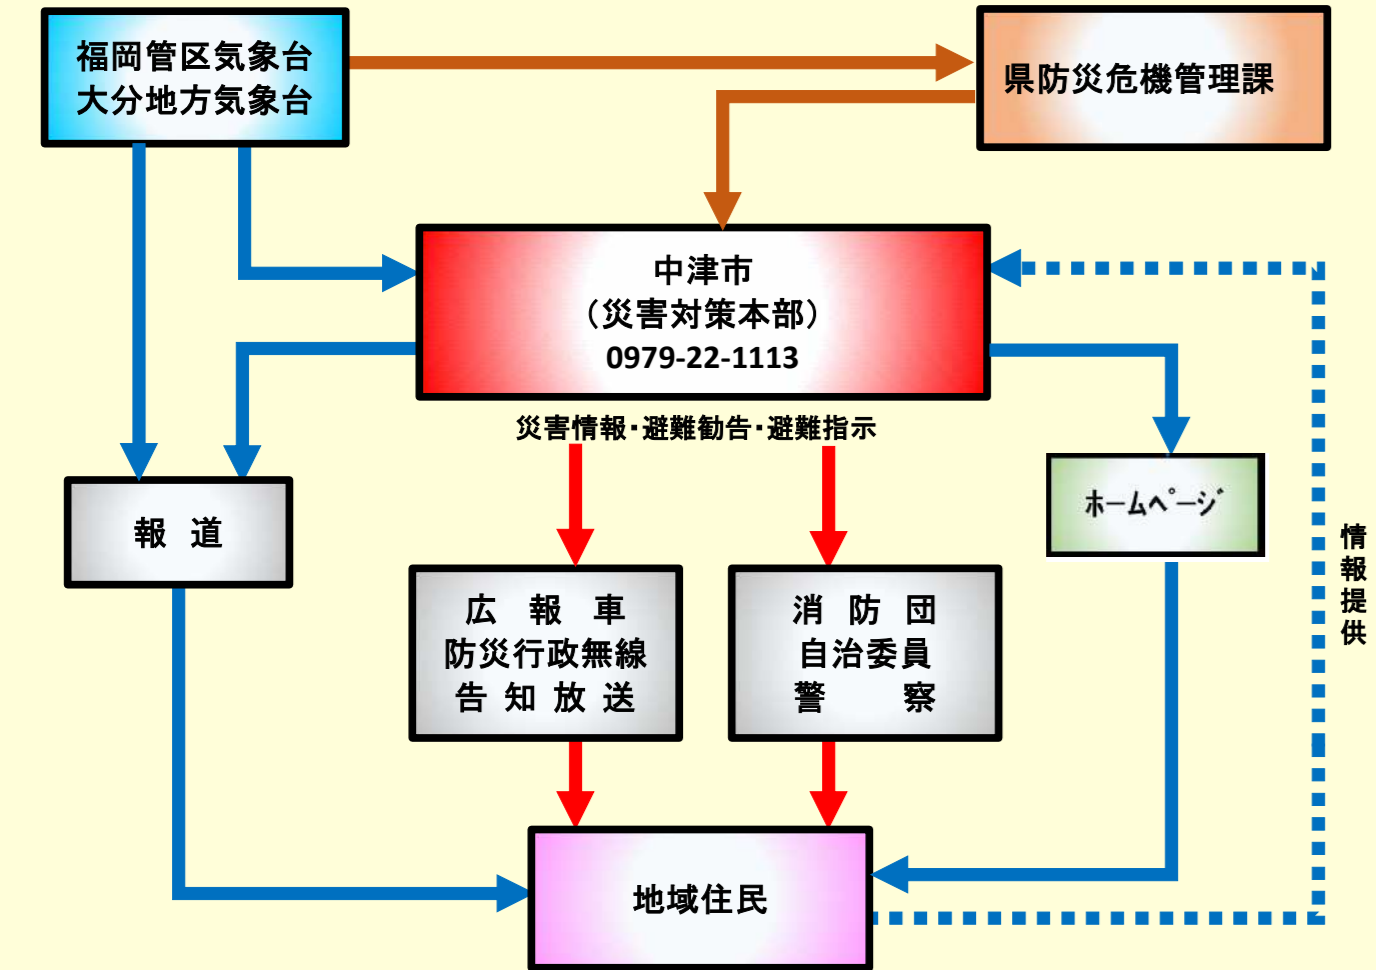 福岡管区気象台
大分地方気象台
県防災危機管理課
中津市
（災害対策本部）
0979-22-1113
災害情報・避難勧告・避難指示
報 道
ﾎｰﾑﾍﾟｰｼﾞ
広 報 車
防災行政無線
告 知 放 送
消 防 団
自治委員
警 察
情報提供
地域住民